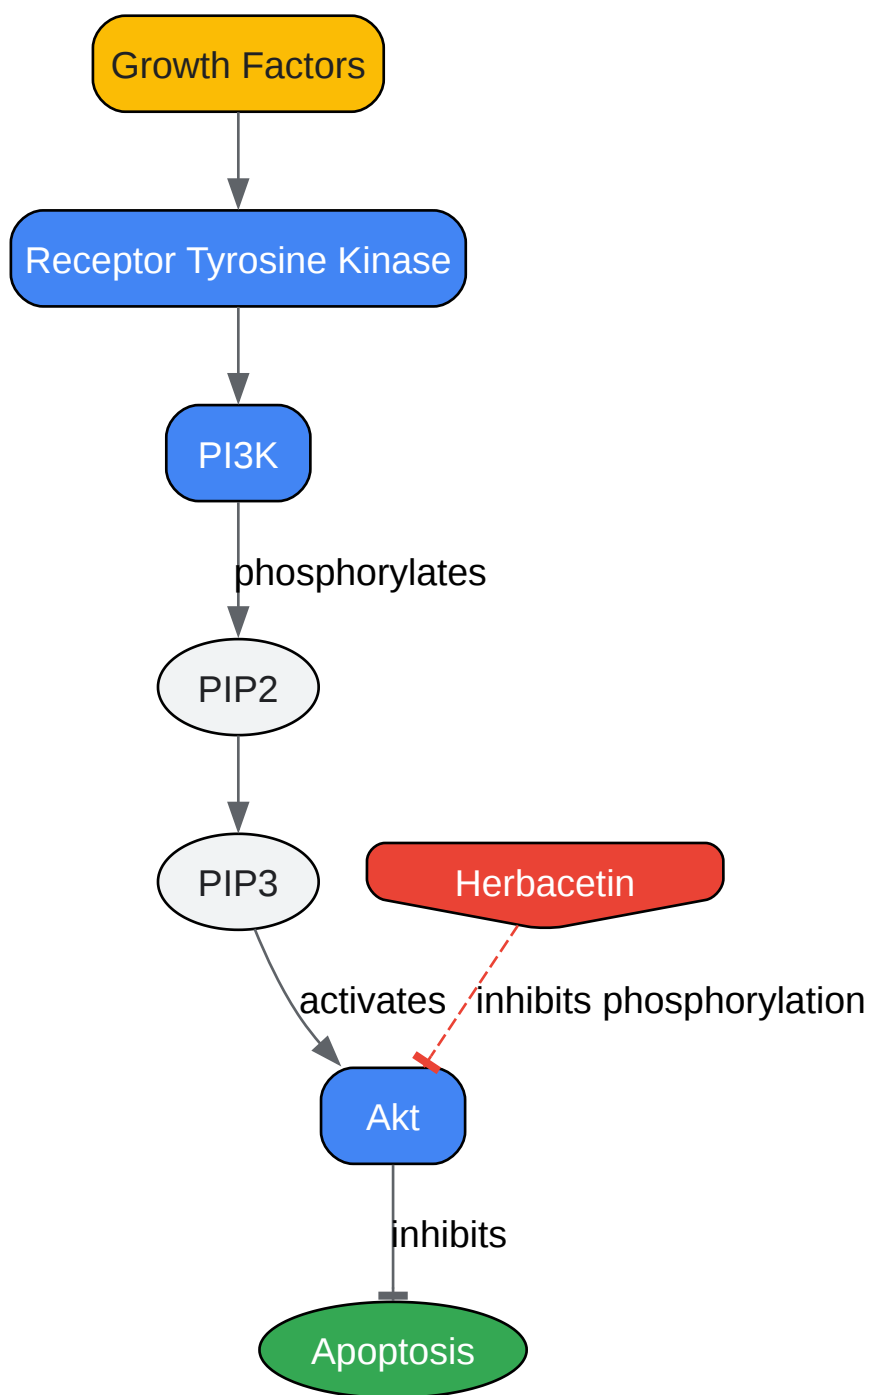 Growth Factors
Receptor Tyrosine Kinase
PI3K
phosphorylates
PIP2
PIP3
Herbacetin
activates
inhibits phosphorylation
Akt
inhibits
Apoptosis